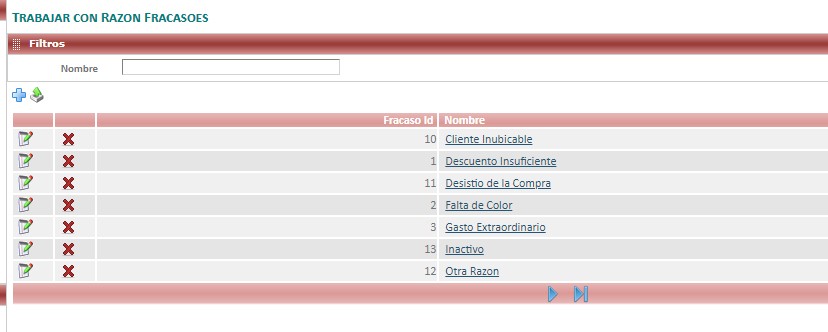 TRABAJAR CON RAZON FRACASOES
Filtros
Nombre
Fracaso Id Nombre
10 Cliente Inubicable
1 Descuento Insuficiente
11 Desistio de la Compra
2 Falta de Color
3 Gasto Extraordinario
13 Inactivo
12 Otra Razon